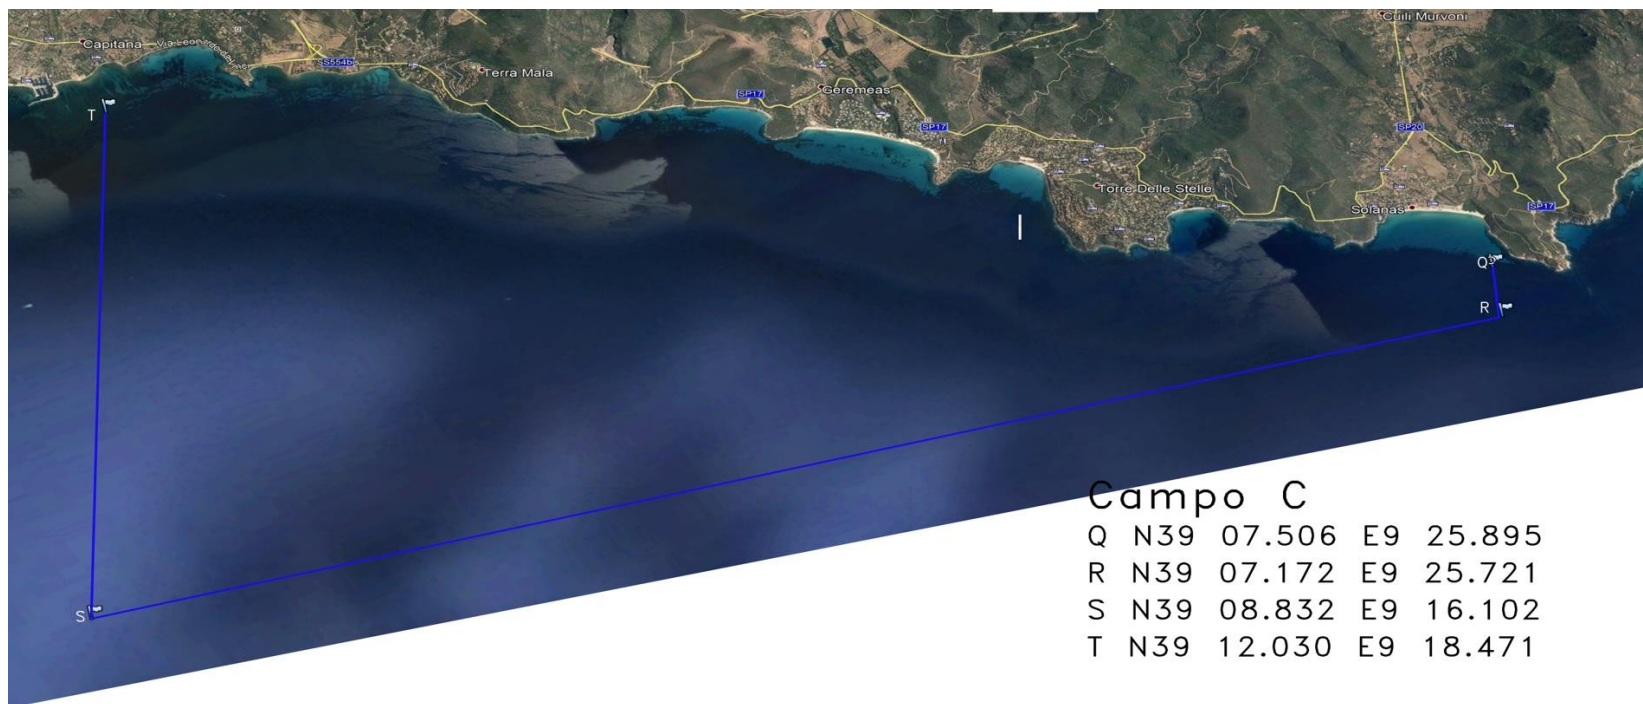 Cuili Murvoni
Capitana
S554b
Terra Mala
SP17
Geremeas
SP17
SP20
T
Torre Delle Stelle
Solanas
SP17
Q
R
S
Campo C
Q N39 07.506 E9 25.895
R N39 07.172 E9 25.721
S N39 08.832 E9 16.102
T N39 12.030 E9 18.471